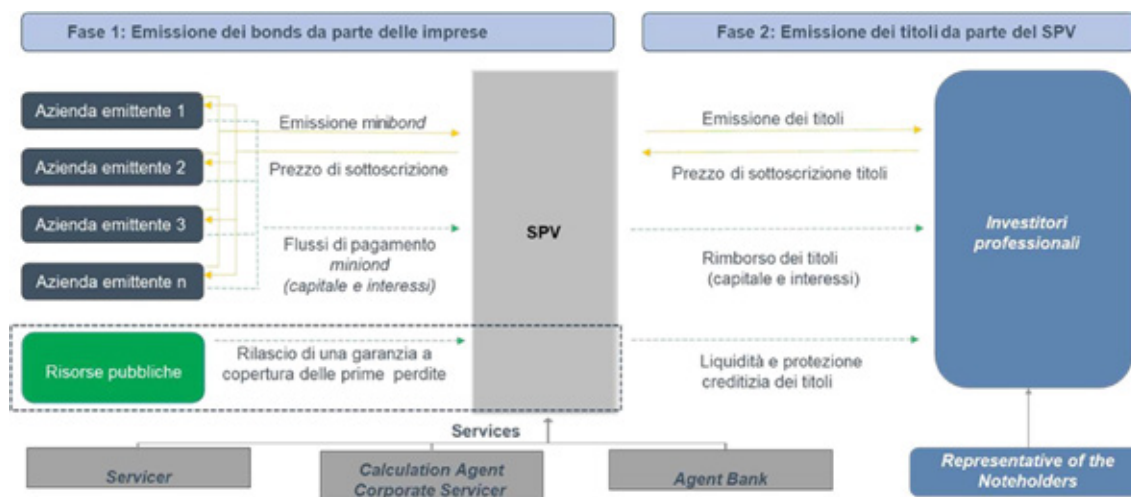 Fase 1: Emissione dei bonds da parte delle imprese
Fase 2: Emissione dei titoli da parte del SPV
Azienda emittente 1
Azienda emittente 2
Azienda emittente 3
Azienda emittente n
Emissione minibond
Prezzo di sottoscrizione
Flussi di pagamento
miniond
(capitale e interessi)
Risorse pubbliche
Rilascio di una garanzia a
copertura delle prime perdite
SPV
Emissione dei titoli
Prezzo di sottoscrizione titoli
Rimborso dei titoli
(capitale e interessi)
Liquidità e protezione
creditizia dei titoli
Investitori
professionali
Services
Servicer
Calculation Agent
Corporate Servicer
Agent Bank
Representative of the
Noteholders